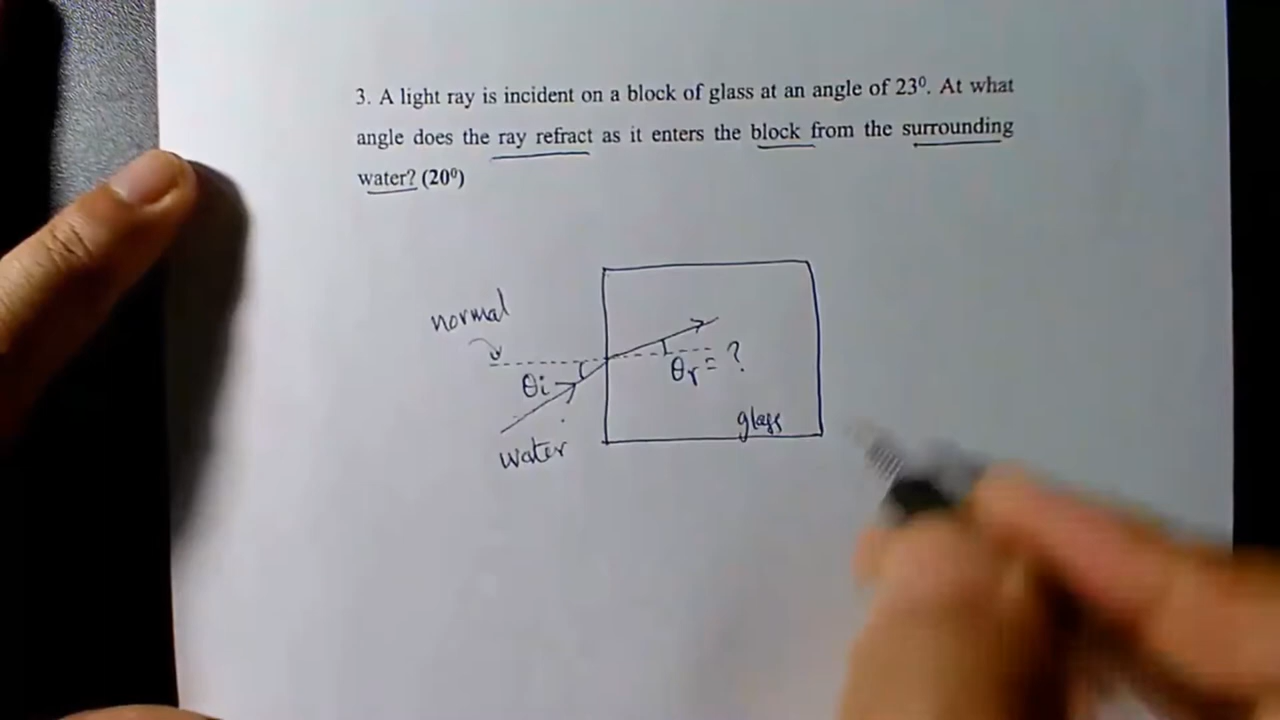 3. A light ray is incident on a block of glass at an angle of 23⁰. At what
angle does the ray refract as it enters the block from the surrounding
water? (20⁰)
normal
θi
θr = ?
glass
water